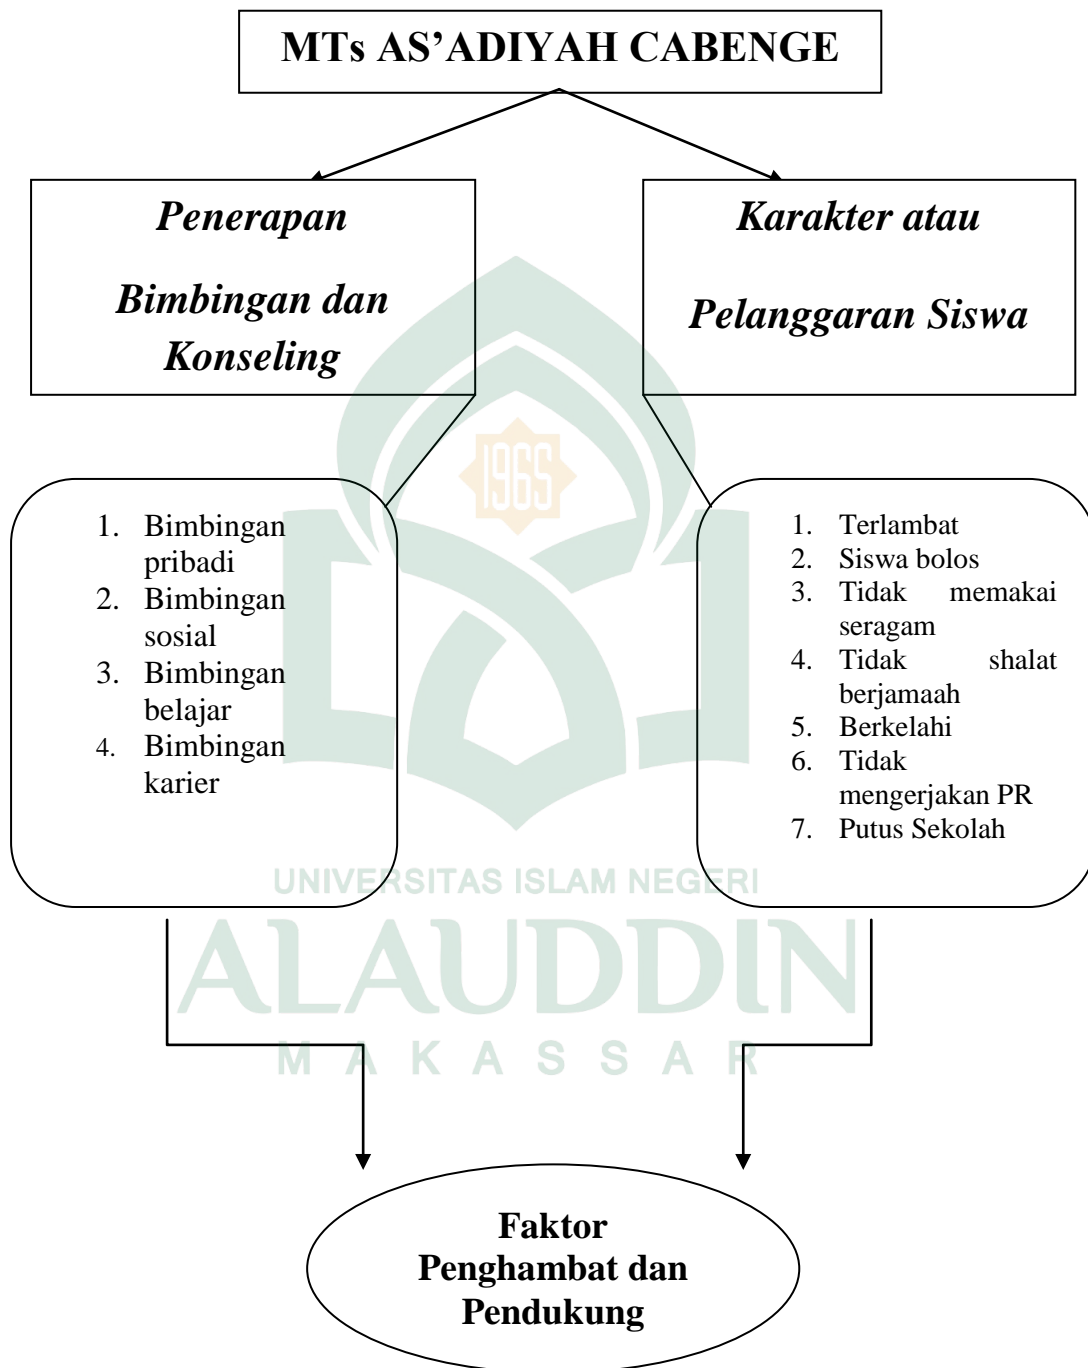 MTs AS’ADIYAH CABENGE
Penerapan
Bimbingan dan
Konseling
Karakter atau
Pelanggaran Siswa
1965
1. Bimbingan
pribadi
2. Bimbingan
sosial
3. Bimbingan
belajar
4. Bimbingan
karier
1. Terlambat
2. Siswa bolos
3. Tidak memakai
seragam
4. Tidak shalat
berjamaah
5. Berkelahi
6. Tidak
mengerjakan PR
7. Putus Sekolah
UNIVERSITAS ISLAM NEGERI
ALAUDDIN
MAKASSAR
Faktor
Penghambat dan
Pendukung